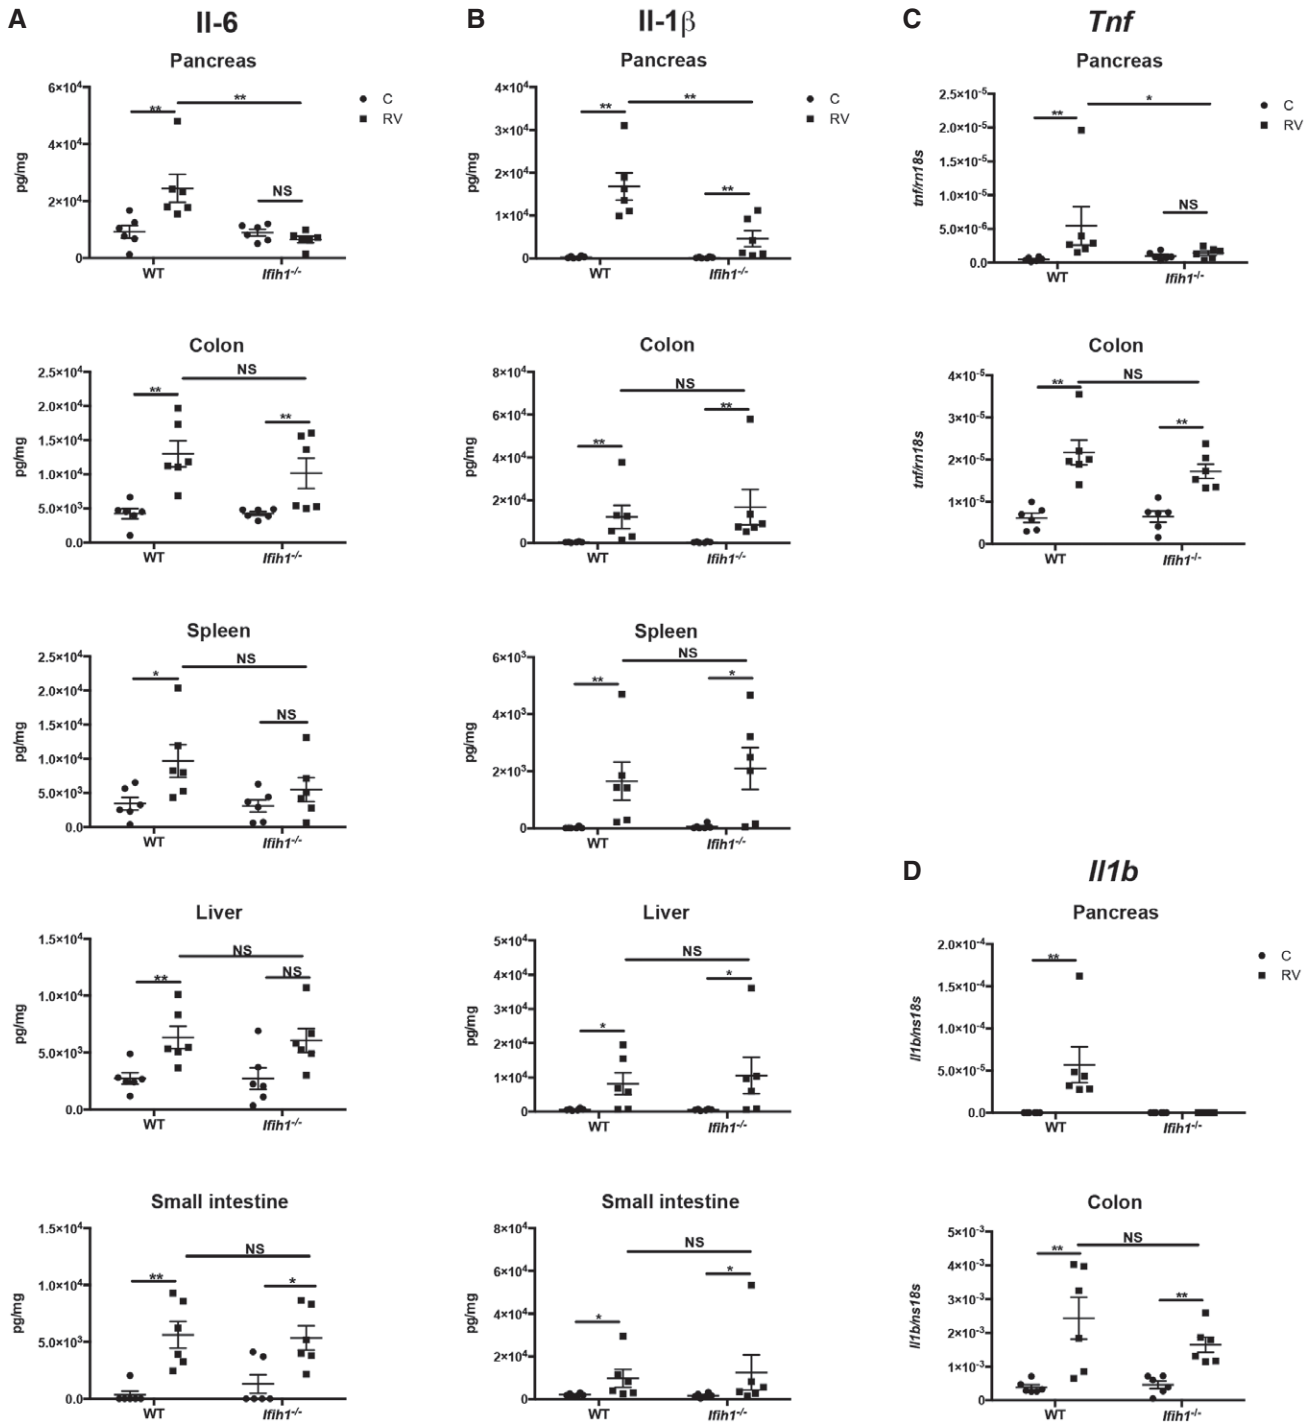 A
Il-6
Pancreas
6×10⁴
4×10⁴
2×10⁴
0
pg/mg
**
**
NS
C
RV
WT
Ifih1⁻/⁻
Colon
2.5×10⁴
2.0×10⁴
1.5×10⁴
1.0×10⁴
5.0×10³
0.0
pg/mg
**
NS
**
WT
Ifih1⁻/⁻
Spleen
2.5×10⁴
2.0×10⁴
1.5×10⁴
1.0×10⁴
5.0×10³
0.0
pg/mg
*
NS
NS
WT
Ifih1⁻/⁻
Liver
1.5×10⁴
1.0×10⁴
5.0×10³
0.0
pg/mg
**
NS
NS
WT
Ifih1⁻/⁻
Small intestine
1.5×10⁴
1.0×10⁴
5.0×10³
0.0
pg/mg
**
NS
*
WT
Ifih1⁻/⁻
B
Il-1β
Pancreas
4×10⁴
3×10⁴
2×10⁴
1×10⁴
0
pg/mg
**
**
**
C
RV
WT
Ifih1⁻/⁻
Colon
8×10⁴
6×10⁴
4×10⁴
2×10⁴
0
pg/mg
**
NS
**
WT
Ifih1⁻/⁻
Spleen
6×10³
4×10³
2×10³
0
pg/mg
**
NS
*
WT
Ifih1⁻/⁻
Liver
5×10⁴
4×10⁴
3×10⁴
2×10⁴
1×10⁴
0
pg/mg
*
NS
*
WT
Ifih1⁻/⁻
Small intestine
8×10⁴
6×10⁴
4×10⁴
2×10⁴
0
pg/mg
*
NS
*
WT
Ifih1⁻/⁻
C
Tnf
Pancreas
2.5×10⁻⁵
2.0×10⁻⁵
1.5×10⁻⁵
1.0×10⁻⁵
5.0×10⁻⁶
0.0
tnf/rn18s
**
*
NS
C
RV
WT
Ifih1⁻/⁻
Colon
4×10⁻⁵
3×10⁻⁵
2×10⁻⁵
1×10⁻⁵
0
tnf/rn18s
**
NS
**
WT
Ifih1⁻/⁻
D
Il1b
Pancreas
2.0×10⁻⁴
1.5×10⁻⁴
1.0×10⁻⁴
5.0×10⁻⁵
0.0
Il1b/ns18s
**
C
RV
WT
Ifih1⁻/⁻
Colon
5×10⁻³
4×10⁻³
3×10⁻³
2×10⁻³
1×10⁻³
0
Il1b/ns18s
**
NS
**
WT
Ifih1⁻/⁻